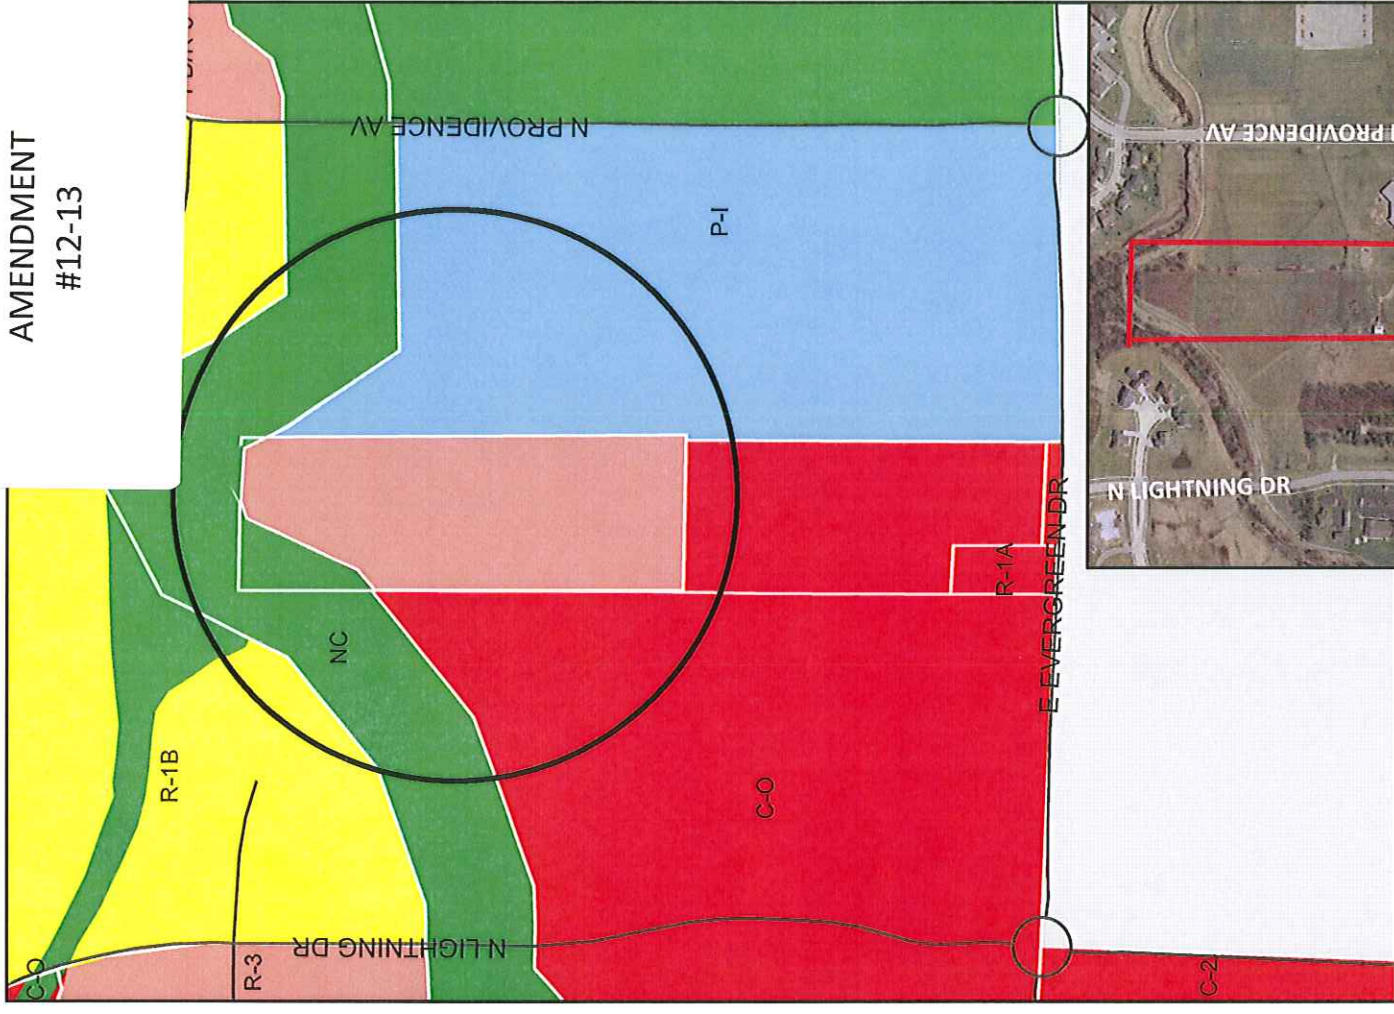 AMENDMENT
#12-13
N PROVIDENCE AV
P-I
NC
R-1B
C-O
R-1A
E EVERGREEN DR
N LIGHTNING DR
R-3
C-O
C-2
N PROVIDENCE AV
N LIGHTNING DR